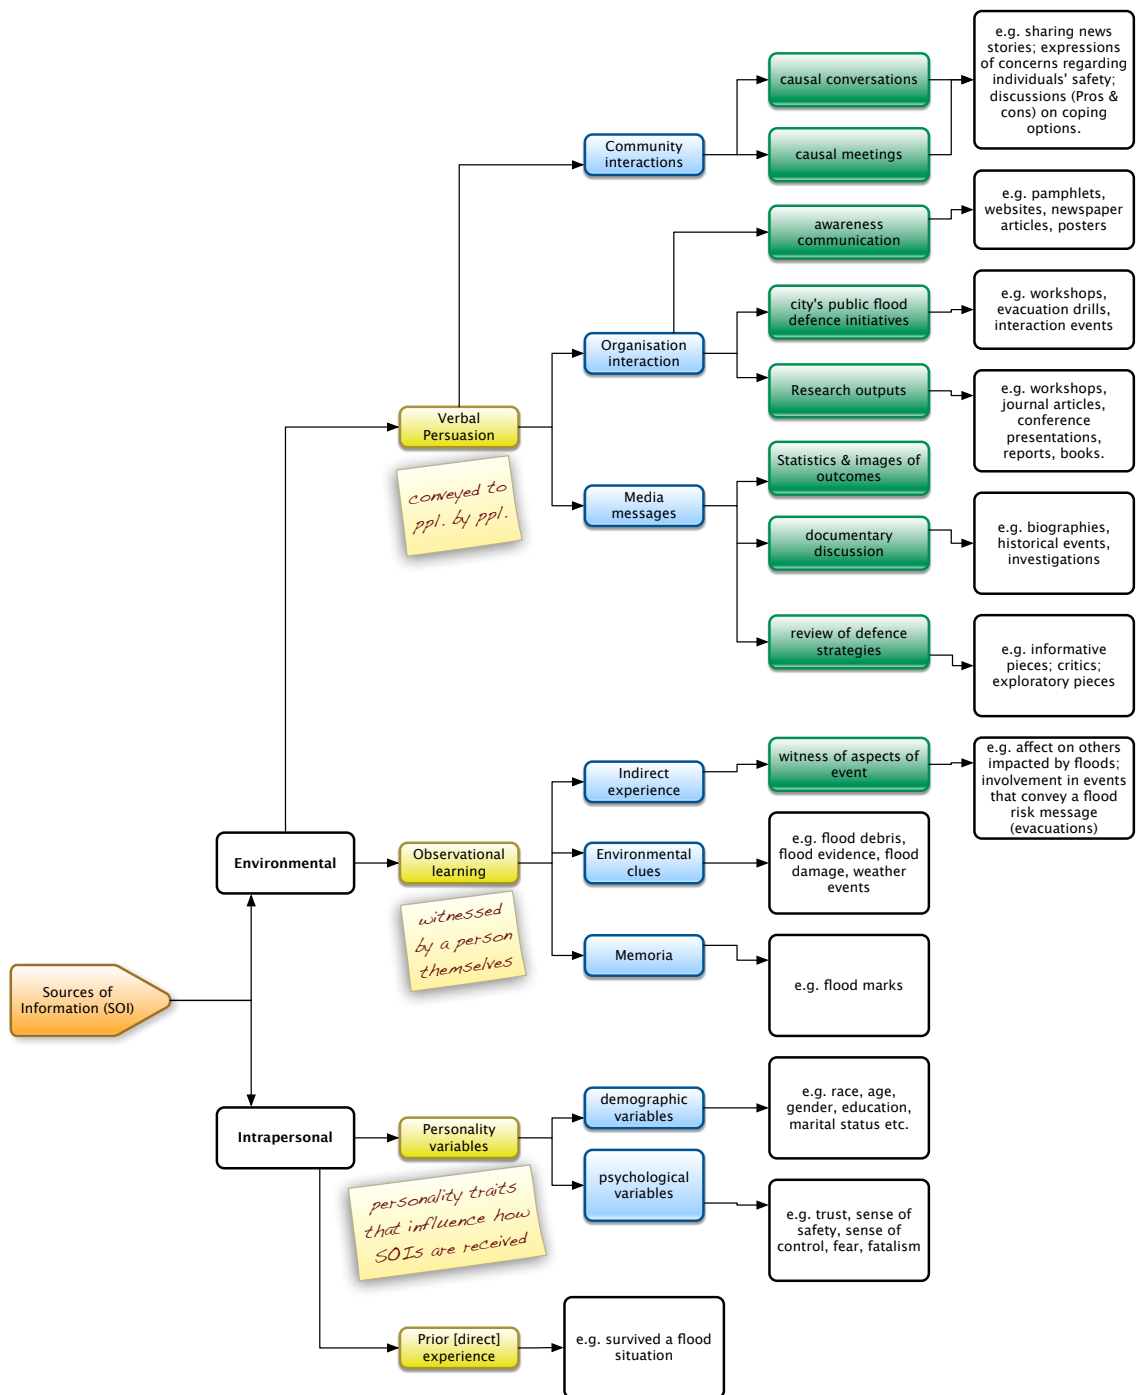 e.g. sharing news
stories; expressions
of concerns regarding
individuals' safety;
discussions (Pros &
cons) on coping
options.
causal conversations
Community
interactions
causal meetings
e.g. pamphlets,
websites, newspaper
articles, posters
awareness
communication
city's public flood
defence initiatives
e.g. workshops,
evacuation drills,
interaction events
Organisation
interaction
Research outputs
e.g. workshops,
journal articles,
conference
presentations,
reports, books.
Verbal
Persuasion
conveyed to
ppl. by ppl.
Statistics & images of
outcomes
Media
messages
documentary
discussion
e.g. biographies,
historical events,
investigations
review of defence
strategies
e.g. informative
pieces; critics;
exploratory pieces
Indirect
experience
witness of aspects of
event
e.g. affect on others
impacted by floods;
involvement in events
that convey a flood
risk message
(evacuations)
Environmental
Observational
learning
Environmental
clues
e.g. flood debris,
flood evidence, flood
damage, weather
events
witnessed
by a person
themselves
Memoria
e.g. flood marks
Sources of
Information (SOI)
Intrapersonal
Personality
variables
demographic
variables
e.g. race, age,
gender, education,
marital status etc.
psychological
variables
e.g. trust, sense of
safety, sense of
control, fear, fatalism
personality traits
that influence how
SOIs are received
Prior [direct]
experience
e.g. survived a flood
situation